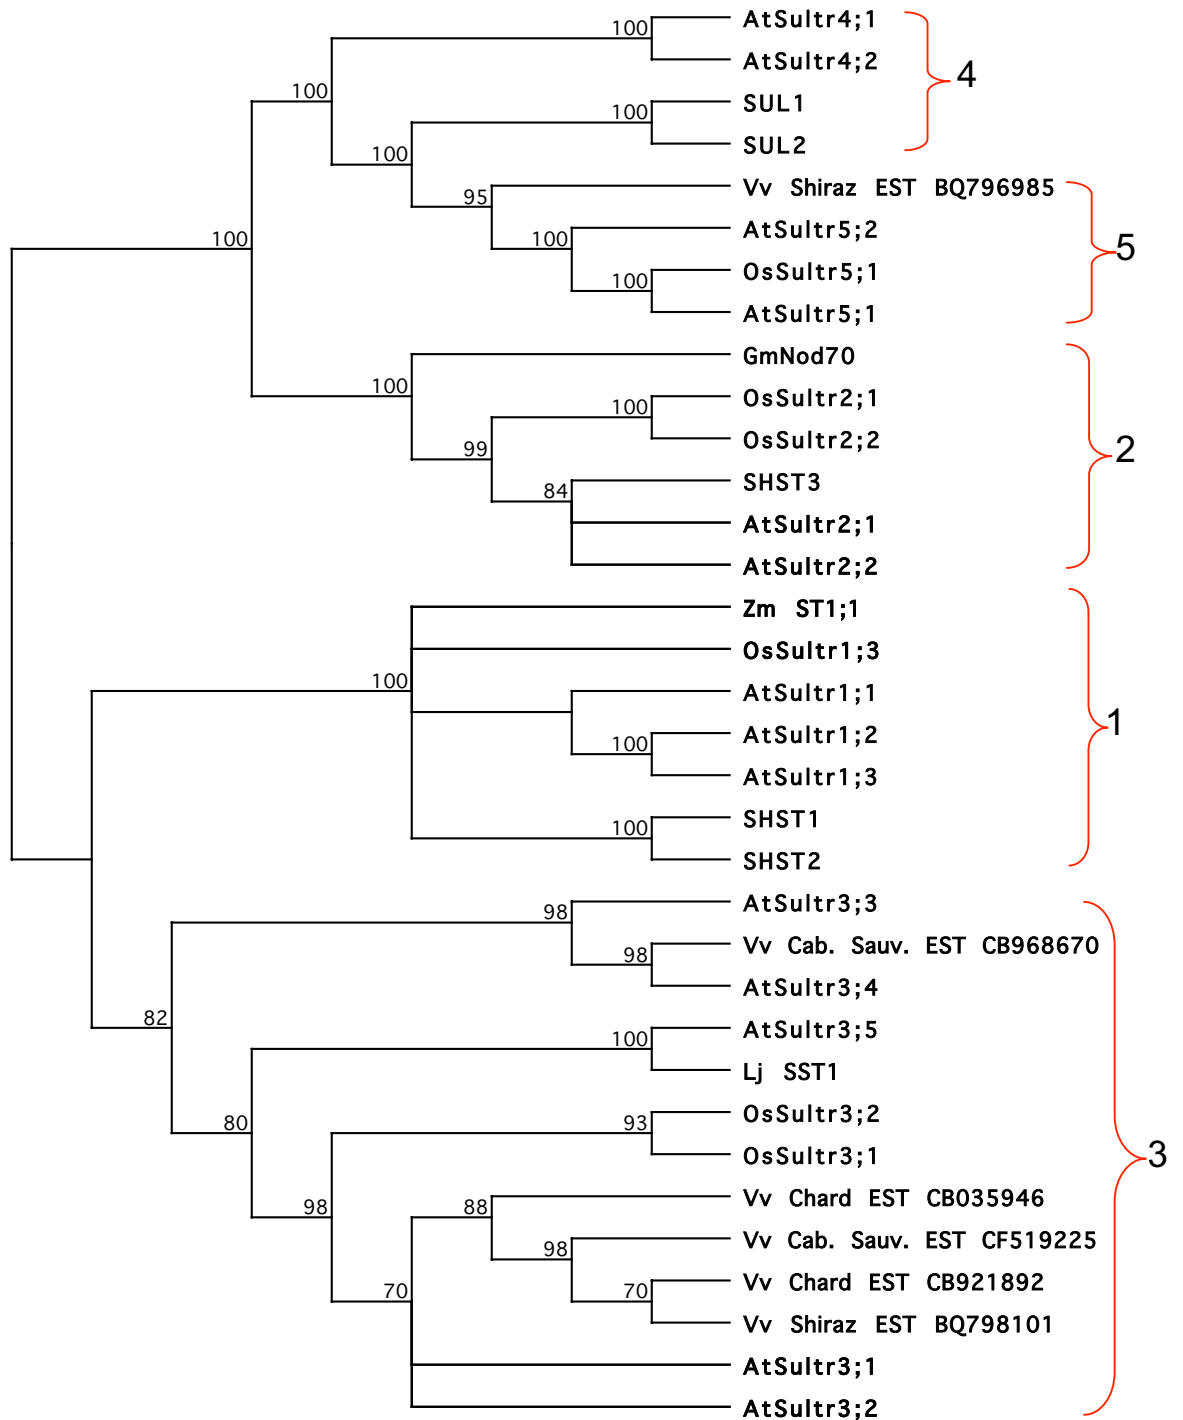 100
AtSultr4;1
AtSultr4;2
4
100
SUL1
100
SUL2
100
Vv Shiraz EST BQ796985
95
AtSultr5;2
100
100
5
OsSultr5;1
100
AtSultr5;1
GmNod70
100
OsSultr2;1
100
OsSultr2;2
99
2
SHST3
84
AtSultr2;1
AtSultr2;2
Zm ST1;1
OsSultr1;3
100
AtSultr1;1
1
AtSultr1;2
100
AtSultr1;3
SHST1
100
SHST2
AtSultr3;3
98
Vv Cab. Sauv. EST CB968670
98
AtSultr3;4
82
AtSultr3;5
100
Lj SST1
OsSultr3;2
80
93
OsSultr3;1
3
Vv Chard EST CB035946
98
88
Vv Cab. Sauv. EST CF519225
98
Vv Chard EST CB921892
70
70
Vv Shiraz EST BQ798101
AtSultr3;1
AtSultr3;2